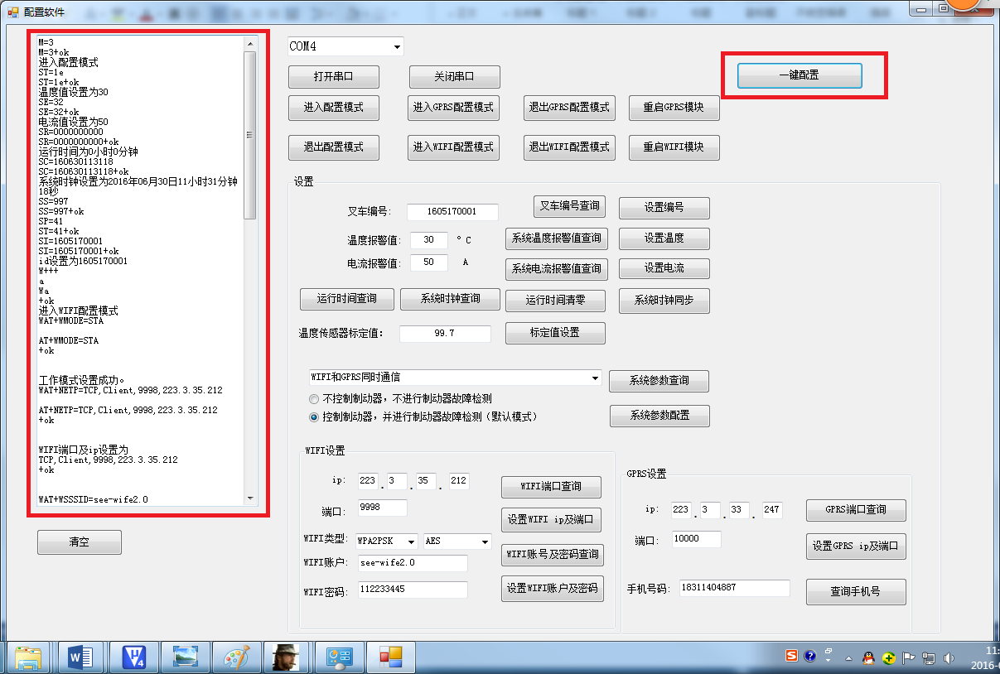 配置软件
M=3
M=3+ok
进入配置模式
ST=1e
ST=1e+ok
温度值设置为30
SE=32
SE=32+ok
电流值设置为50
SR=0000000000
SR=0000000000+ok
运行时间为0小时0分钟
SC=160630113118
SC=160630113118+ok
系统时钟设置为2016年06月30日11小时31分钟
18秒
SS=997
SS=997+ok
SP=41
ST=41+ok
SI=1605170001
SI=1605170001+ok
id设置为1605170001
W+++
a
Wa
+ok
进入WIFI配置模式
WAT+WMODE=STA
AT+WMODE=STA
+ok
工作模式设置成功。
WAT+NETP=TCP,Client,9998,223.3.35.212
AT+NETP=TCP,Client,9998,223.3.35.212
+ok
WIFI端口及ip设置为
TCP,Client,9998,223.3.35.212
+ok
WAT+WSSSID=see-wife2.0
清空
COM4
打开串口 关闭串口 一键配置
进入配置模式 进入GPRS配置模式 退出GPRS配置模式 重启GPRS模块
退出配置模式 进入WIFI配置模式 退出WIFI配置模式 重启WIFI模块
设置
叉车编号: 1605170001 叉车编号查询 设置编号
温度报警值: 30 °C 系统温度报警值查询 设置温度
电流报警值: 50 A 系统电流报警值查询 设置电流
运行时间查询 系统时钟查询 运行时间清零 系统时钟同步
温度传感器标定值: 99.7 标定值设置
WIFI和GPRS同时通信 系统参数查询
不控制制动器，不进行制动器故障检测
控制制动器，并进行制动器故障检测（默认模式） 系统参数配置
WIFI设置
ip: 223 . 3 . 35 . 212 WIFI端口查询
端口: 9998 设置WIFI ip及端口
WIFI类型: WPA2PSK AES
WIFI账户: see-wife2.0 WIFI账号及密码查询
WIFI密码: 112233445 设置WIFI账户及密码
GPRS设置
ip: 223 . 3 . 33 . 247 GPRS端口查询
端口: 10000 设置GPRS ip及端口
手机号码: 18311404887 查询手机号
11:
2016-